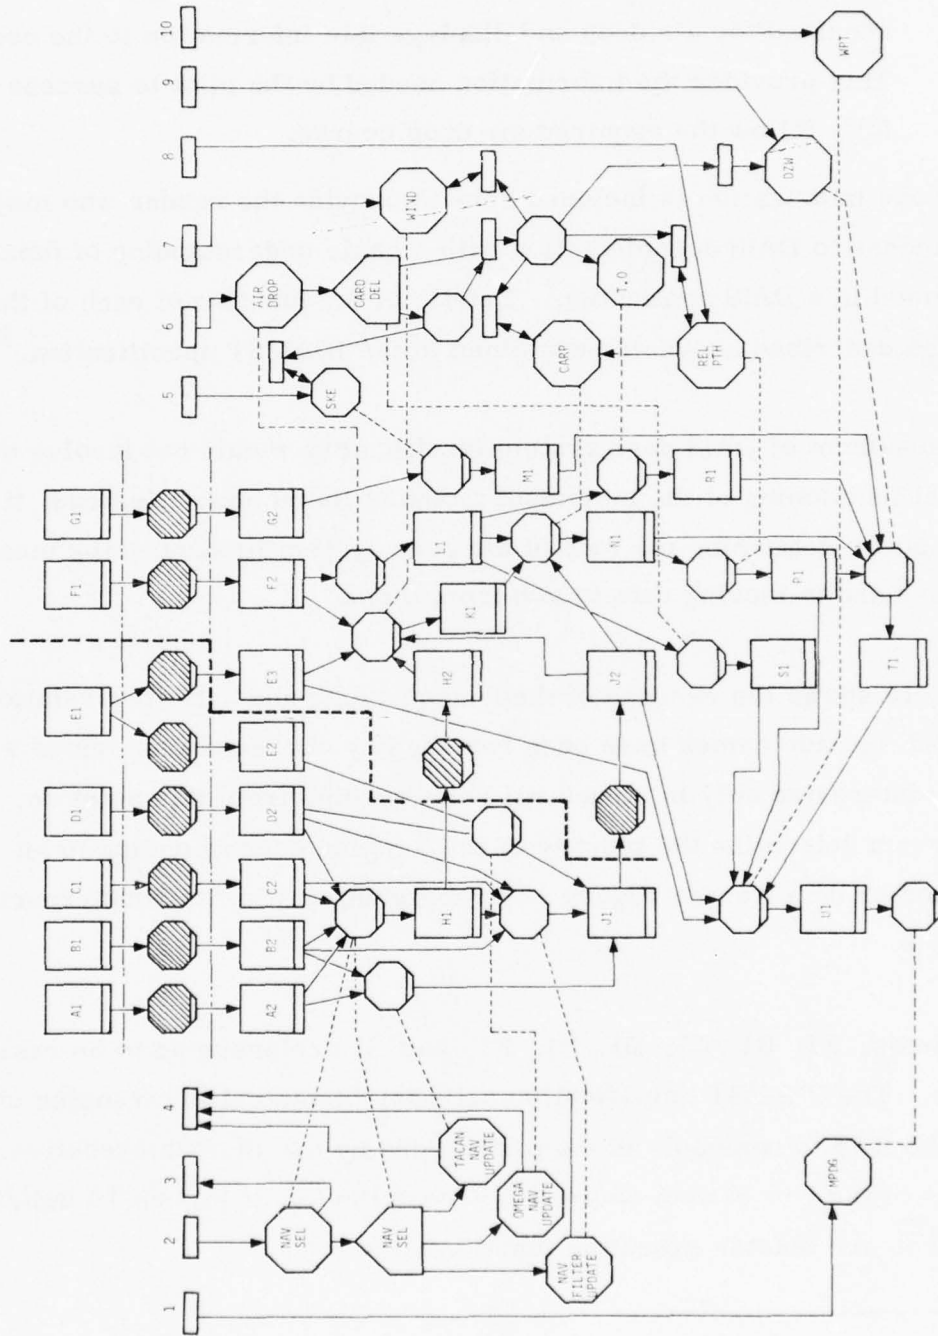 A1
B1
C1
D1
E1
F1
G1
1
2
3
4
5
6
8
9
10
NAV
SEL
A2
B2
C2
D2
E2
E3
F2
G2
AIR
DROP
NAV
SEL
SKE
CARD
DEL
WIND
TACAN
NAV
UPDATE
H1
H2
L1
OMEGA
NAV
UPDATE
K1
M1
CARP
NAV
FILTER
UPDATE
J1
J2
N1
T.O
R1
REL
PT.
S1
P1
DZW
MPDG
U1
T1
WPT.